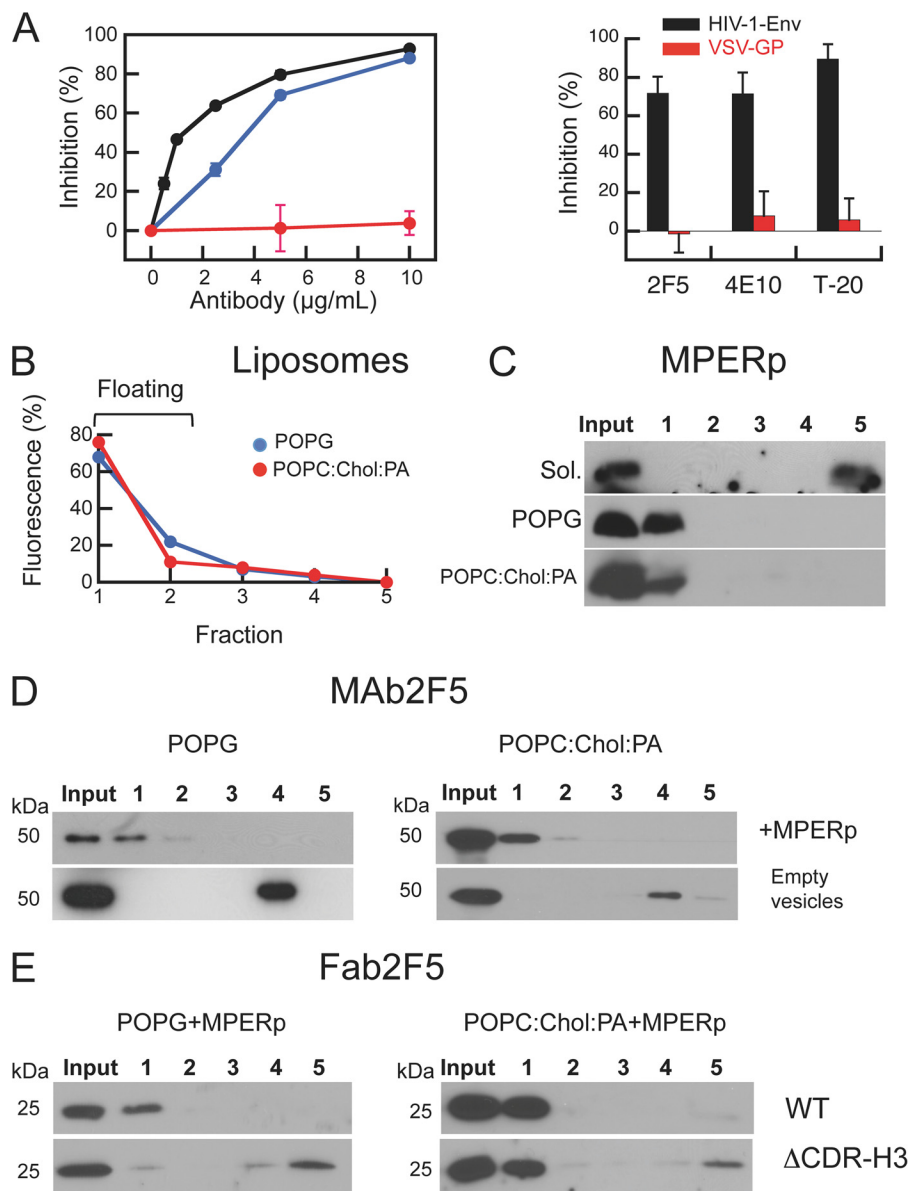 A
100
80
60
40
20
0
Inhibition (%)
0 2 4 6 8 10
Antibody (µg/mL)
HIV-1-Env
VSV-GP
100
80
60
40
20
0
Inhibition (%)
2F5 4E10 T-20
B Liposomes
Floating
80
60
40
20
0
Fluorescence (%)
POPG
POPC:Chol:PA
1 2 3 4 5
Fraction
C MPERp
Input 1 2 3 4 5
Sol.
POPG
POPC:Chol:PA
D MAb2F5
POPG
kDa Input 1 2 3 4 5
50
50
POPC:Chol:PA
kDa Input 1 2 3 4 5
50 +MPERp
50 Empty
vesicles
E Fab2F5
POPG+MPERp
kDa Input 1 2 3 4 5
25
25
POPC:Chol:PA+MPERp
kDa Input 1 2 3 4 5
25 WT
25 ΔCDR-H3